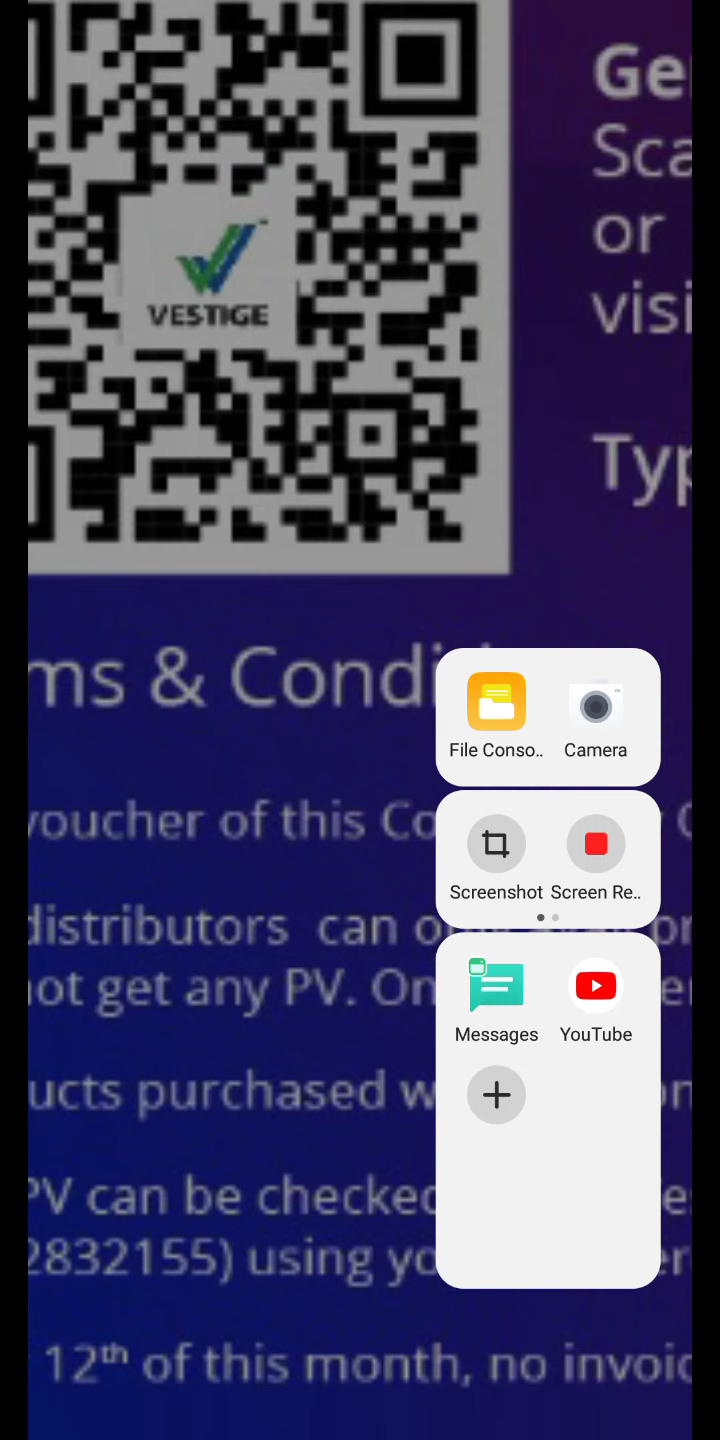 Ge
Sca
or
VESTIGE
visi
Typ
ms & Condi
File Conso..
Camera
voucher of this Co
Screenshot
Screen Re..
distributors can o
not get any PV. On
Messages
YouTube
ucts purchased w
PV can be checked
2832155) using yo
12th of this month, no invoic